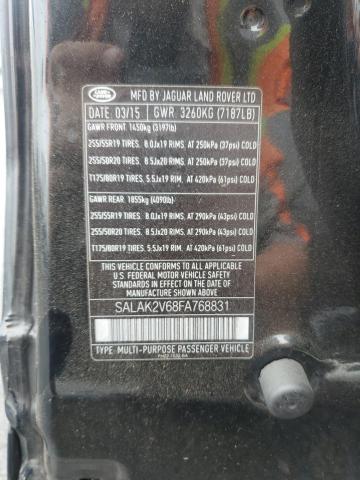 LAND ROVER
MFD BY JAGUAR LAND ROVER LTD
DATE 03/15 GWR 3260KG (7187LB)
GAWR FRONT 1450kg (3197lb)
255/55R19 TIRES. 8.0Jx19 RIMS. AT 250kPa (37psi) COLD
255/50R20 TIRES. 8.5Jx20 RIMS. AT 250kPa (37psi) COLD
T175/80R19 TIRES. 5.5Jx19 RIM. AT 420kPa (61psi) COLD
GAWR REAR 1855kg (4090lb)
255/55R19 TIRES. 8.0Jx19 RIMS. AT 290kPa (43psi) COLD
255/50R20 TIRES. 8.5Jx20 RIMS. AT 290kPa (43psi) COLD
T175/80R19 TIRES. 5.5Jx19 RIM. AT 420kPa (61psi) COLD
THIS VEHICLE CONFORMS TO ALL APPLICABLE
U.S. FEDERAL MOTOR VEHICLE SAFETY
STANDARDS IN EFFECT ON THE DATE
OF MANUFACTURE SHOWN ABOVE
SALAK2V68FA768831
TYPE: MULTI-PURPOSE PASSENGER VEHICLE